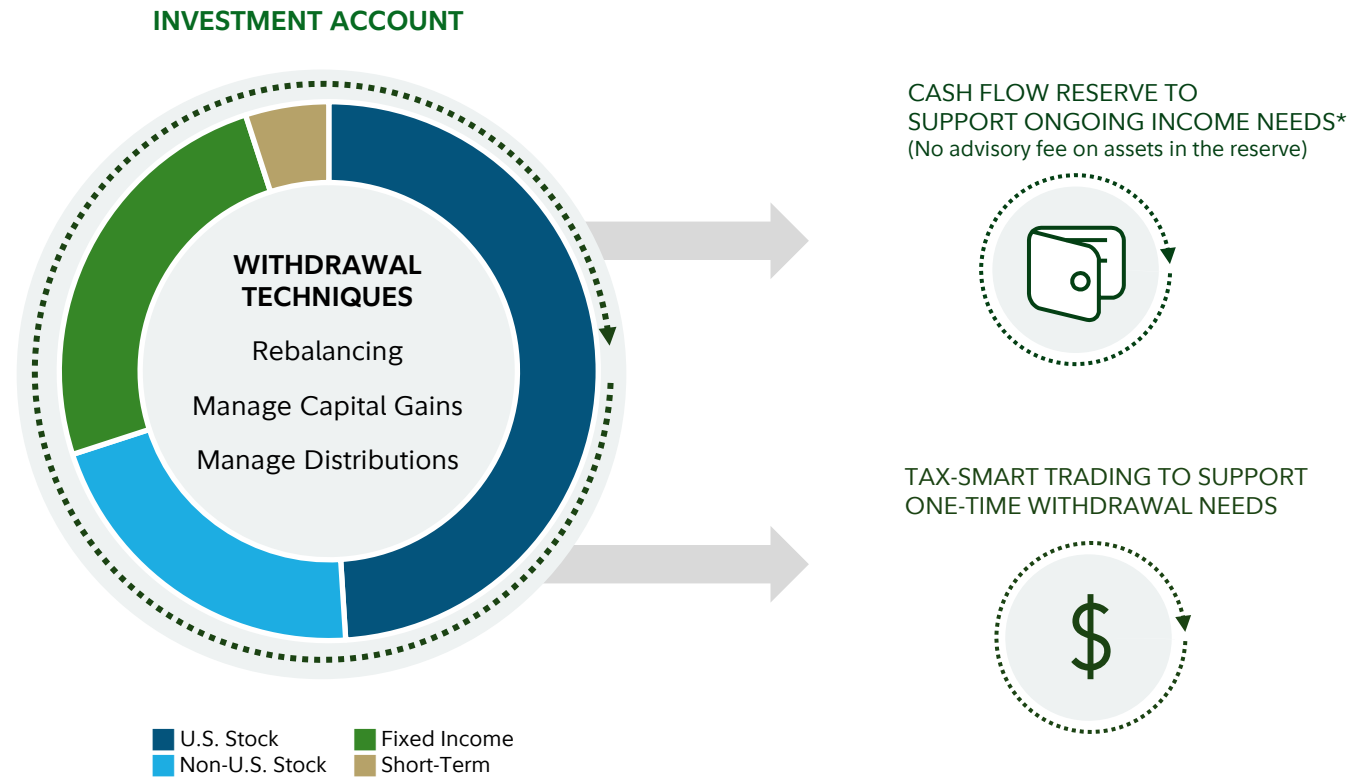 INVESTMENT ACCOUNT
WITHDRAWAL
TECHNIQUES
Rebalancing
Manage Capital Gains
Manage Distributions
U.S. Stock
Non-U.S. Stock
Fixed Income
Short-Term
CASH FLOW RESERVE TO
SUPPORT ONGOING INCOME NEEDS*
(No advisory fee on assets in the reserve)
TAX-SMART TRADING TO SUPPORT
ONE-TIME WITHDRAWAL NEEDS
$